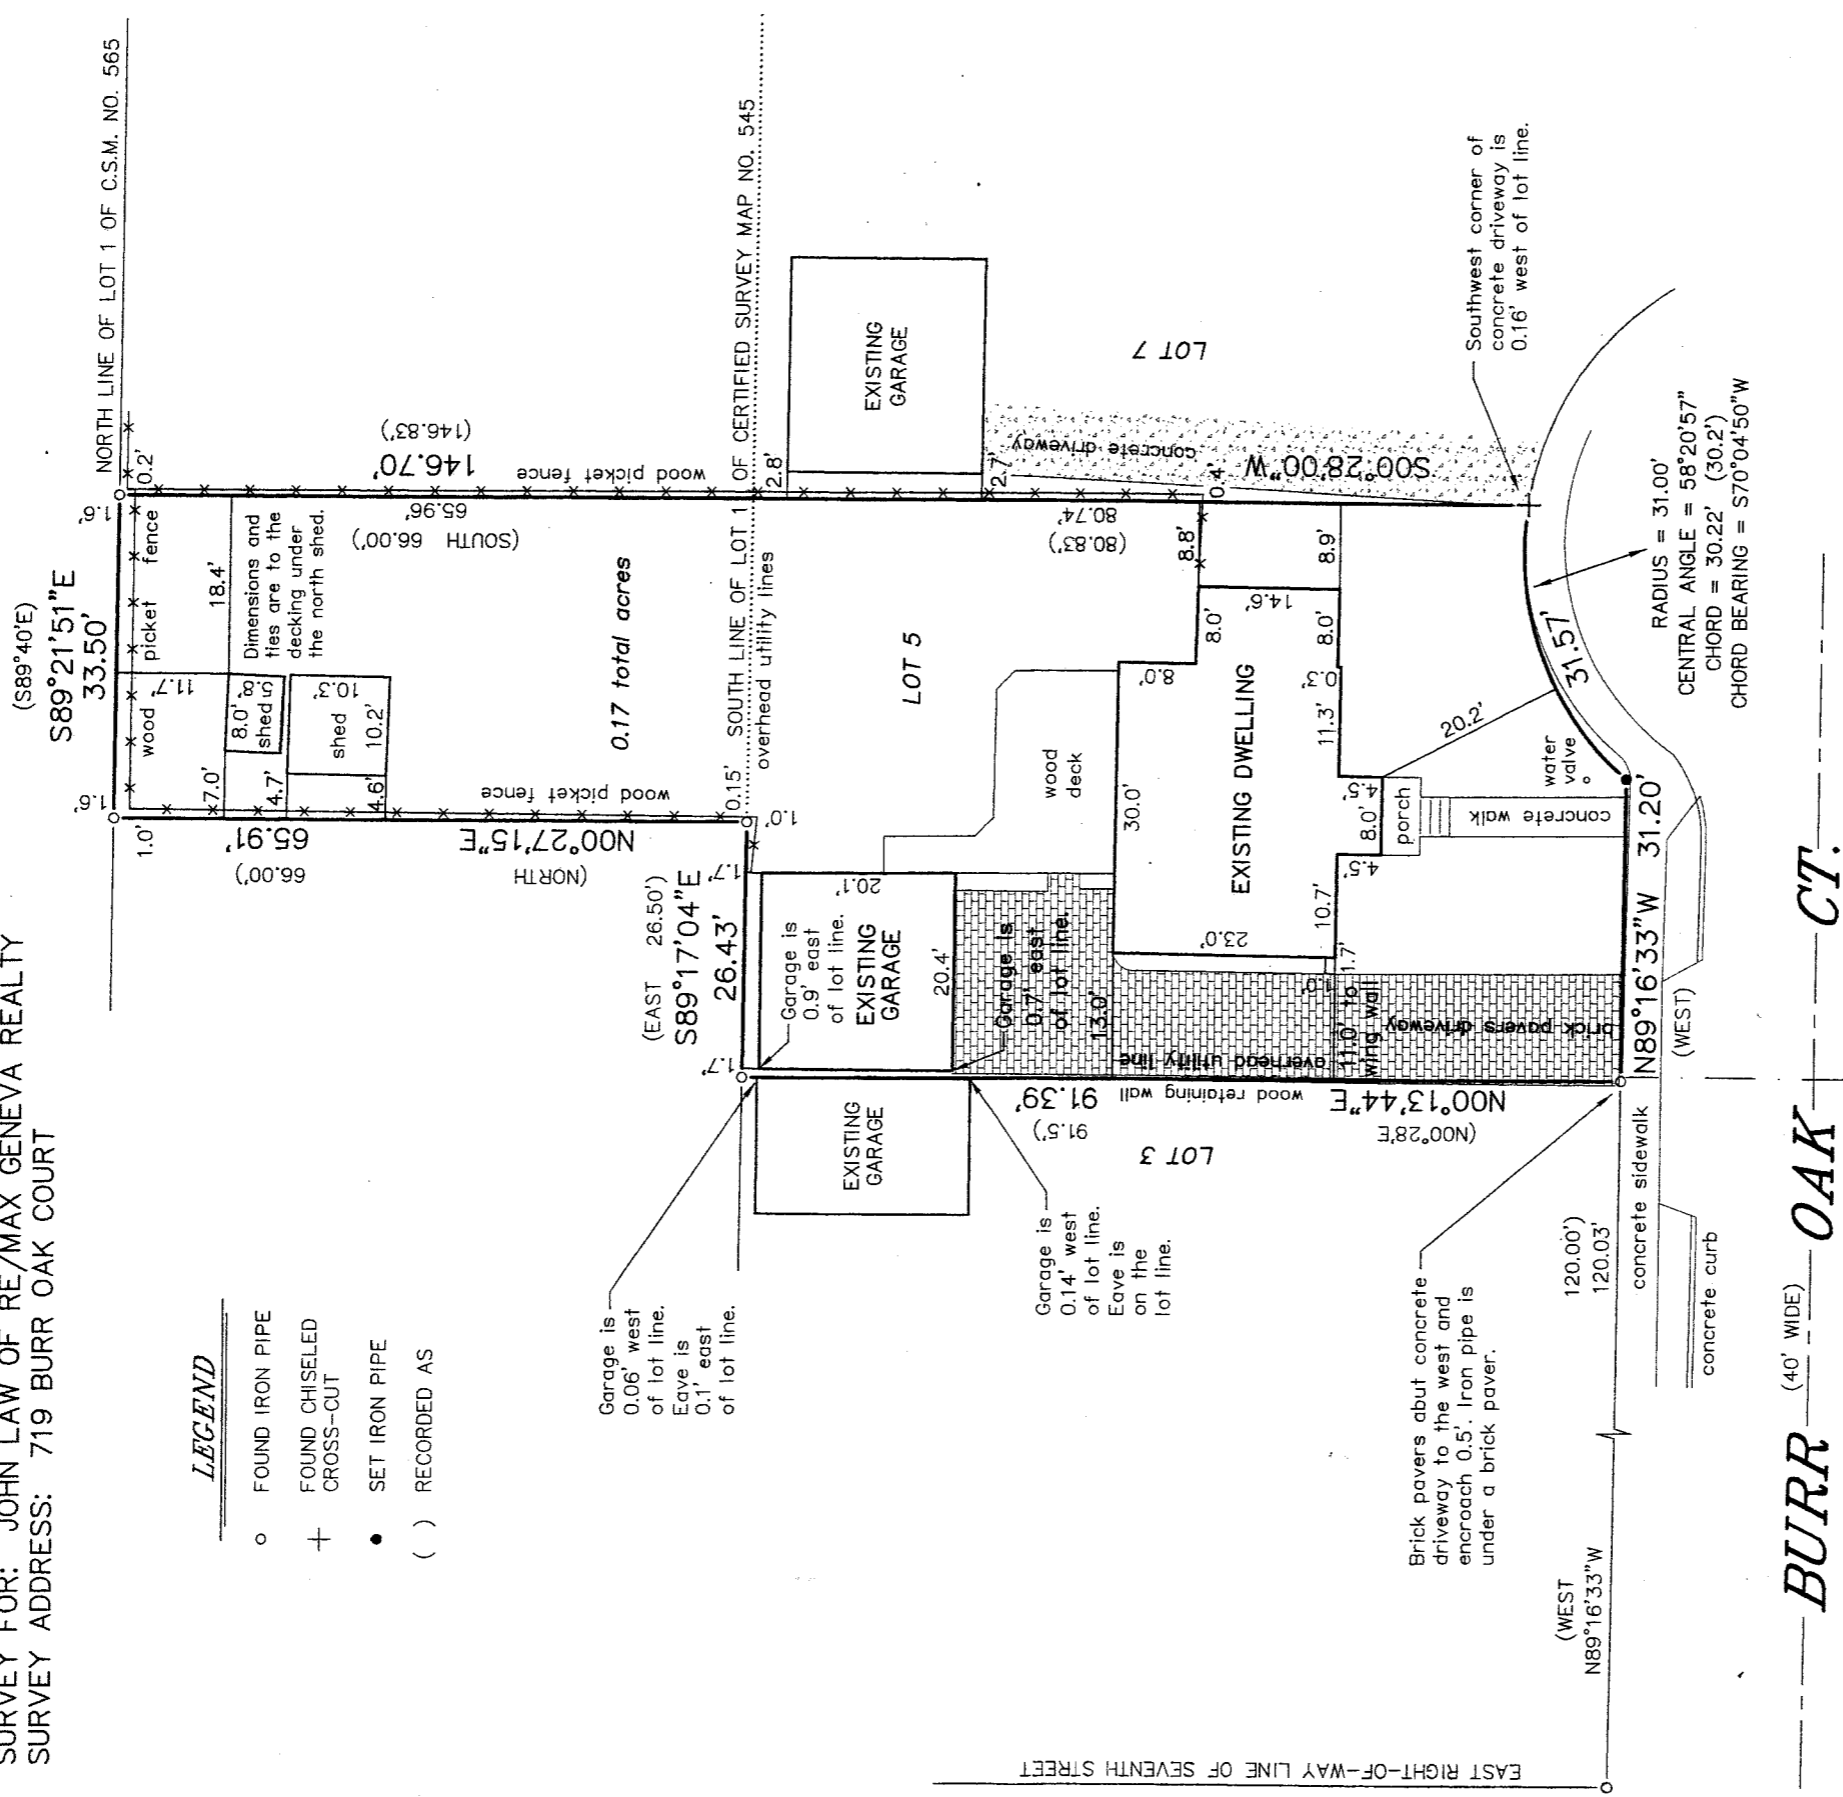 SURVEY FOR: JOHN LAW OF RE/MAX GENEVA REALTY
SURVEY ADDRESS: 719 BURR OAK COURT
LEGEND
○ FOUND IRON PIPE
+ FOUND CHISELED
CROSS-CUT
● SET IRON PIPE
( ) RECORDED AS
NORTH LINE OF LOT 1 OF C.S.M. NO. 565
(S89°40'E)
S89°21'51"E
33.50'
1.6'
1.6'
0.2'
1.0'
wood picket fence
11.7'
18.4'
Dimensions and
ties are to the
decking under
the north shed.
7.0'
8.0'
shed
5.8'
4.7'
shed
10.3'
10.2'
4.6'
146.70'
(146.83')
wood picket fence
65.96'
(SOUTH 66.00')
65.91'
(66.00')
N00°27'15"E
(NORTH)
wood picket fence
0.17 total acres
SOUTH LINE OF LOT 1 OF CERTIFIED SURVEY MAP NO. 545
overhead utility lines
0.15'
1.0'
2.8'
EXISTING
GARAGE
2.7'
LOT 7
concrete driveway
S00°28'00"W
80.74'
(80.83')
0.4'
LOT 5
(EAST 26.50')
S89°17'04"E
26.43'
1.7'
1.7'
Garage is
0.9' east
of lot line.
EXISTING
GARAGE
20.1'
20.4'
Garage is
0.7' east
of lot line.
13.0'
wood
deck
EXISTING DWELLING
30.0'
8.0'
8.0'
8.8'
14.6'
8.9'
8.0'
0.3'
11.3'
23.0'
10.7'
4.5'
8.0'
4.5'
porch
1.7'
1.0'
11.0' to
wing wall
overhead utility line
brick pavers driveway
concrete walk
water
valve
20.2'
31.57'
Southwest corner of
concrete driveway is
0.16' west of lot line.
RADIUS = 31.00'
CENTRAL ANGLE = 58°20'57"
CHORD = 30.22' (30.2')
CHORD BEARING = S70°04'50"W
EXISTING
GARAGE
Garage is
0.06' west
of lot line.
Eave is
0.1' east
of lot line.
Garage is
0.14' west
of lot line.
Eave is
on the
lot line.
wood retaining wall
91.39'
(91.5')
N00°13'44"E
(N00°28'E)
LOT 3
Brick pavers abut concrete
driveway to the west and
encroach 0.5'. Iron pipe is
under a brick paver.
N89°16'33"W 31.20'
(WEST)
(WEST 120.00')
N89°16'33"W 120.03'
concrete sidewalk
concrete curb
EAST RIGHT-OF-WAY LINE OF SEVENTH STREET
BURR (40' WIDE) OAK CT.